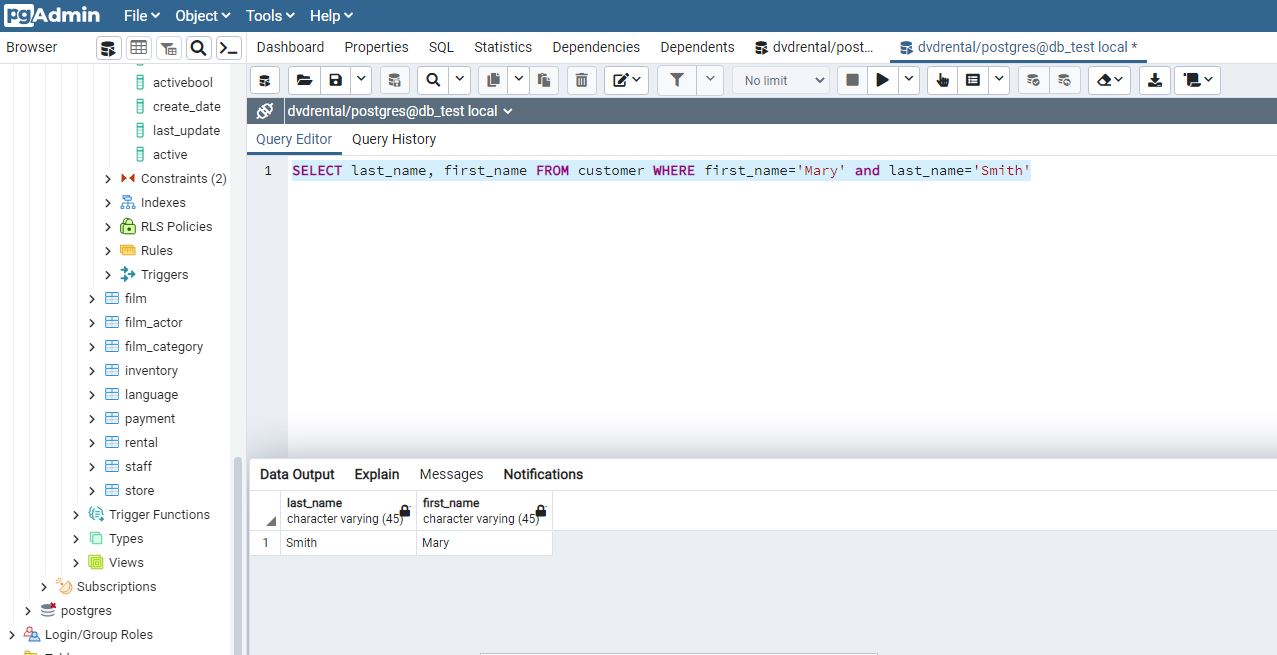 pgAdmin File Object Tools Help
Browser
Dashboard Properties SQL Statistics Dependencies Dependents dvdrental/post... dvdrental/postgres@db_test local *
No limit
dvdrental/postgres@db_test local
Query Editor Query History
1 SELECT last_name, first_name FROM customer WHERE first_name='Mary' and last_name='Smith'
activebool
create_date
last_update
active
Constraints (2)
Indexes
RLS Policies
Rules
Triggers
film
film_actor
film_category
inventory
language
payment
rental
staff
store
Trigger Functions
Types
Views
Subscriptions
postgres
Login/Group Roles
Data Output Explain Messages Notifications
last_name first_name
character varying (45) character varying (45)
1 Smith Mary